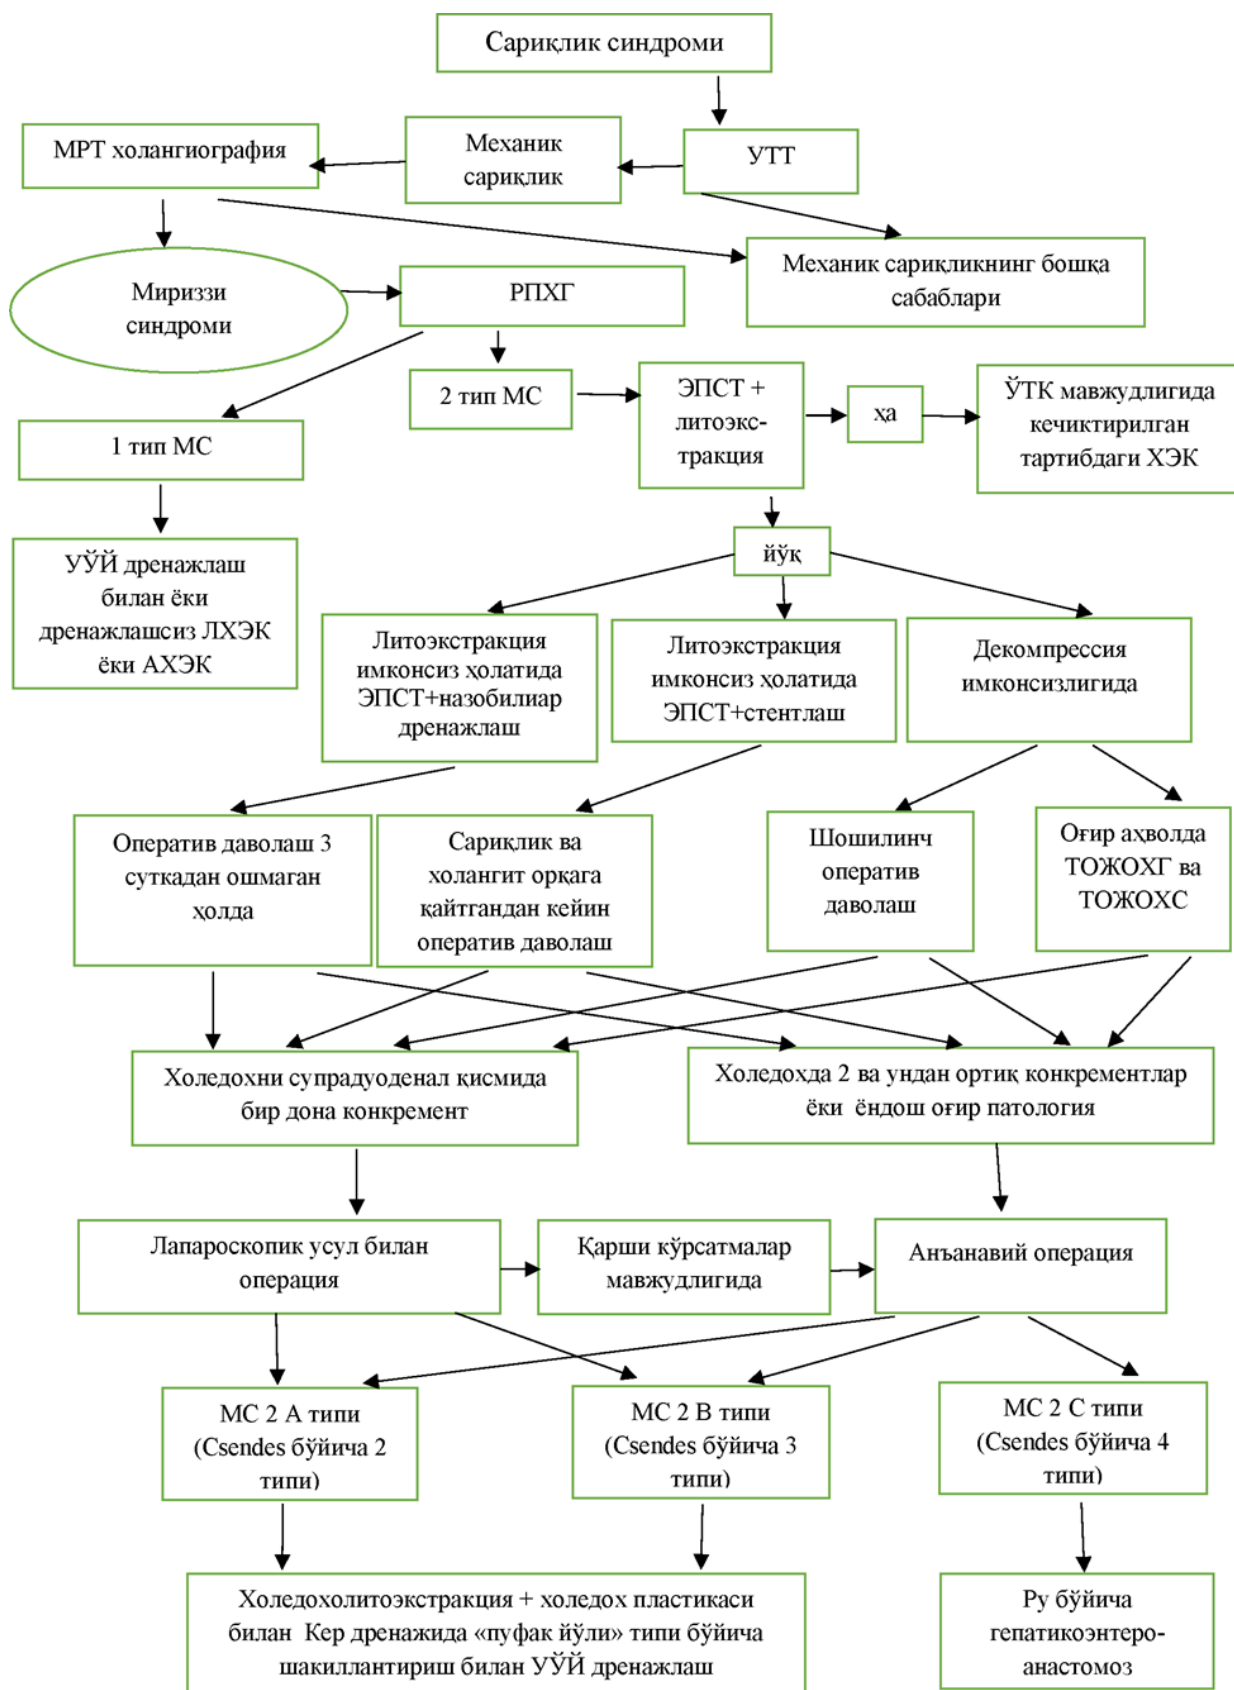 Сариқлик синдроми
МРТ холангиография
Механик
сариқлик
УТТ
Мириззи
синдроми
РПХГ
Механик сариқликнинг бошқа
сабаблари
2 тип МС
ЭПСТ +
литоэкс-
тракция
ҳа
ЎТК мавжудлигида
кечиктирилган
тартибдаги ХЭК
1 тип МС
йўқ
УЎЙ дренажлаш
билан ёки
дренажлашсиз ЛХЭК
ёки АХЭК
Литоэкстракция
имконсиз ҳолатида
ЭПСТ+назобилиар
дренажлаш
Литоэкстракция
имконсиз ҳолатида
ЭПСТ+стентлаш
Декомпрессия
имконсизлигида
Оператив даволаш 3
суткадан ошмаган
ҳолда
Сариқлик ва
холангит орқага
қайтгандан кейин
оператив даволаш
Шошилинч
оператив
даволаш
Оғир аҳволда
ТОЖОХГ ва
ТОЖОХС
Холедохни супрадуоденал қисмида
бир дона конкремент
Холедохда 2 ва ундан ортиқ конкрементлар
ёки ёндош оғир патология
Лапароскопик усул билан
операция
Қарши кўрсатмалар
мавжудлигида
Анъанавий операция
МС 2 А типи
(Csendes бўйича 2
типи)
МС 2 В типи
(Csendes бўйича 3
типи)
МС 2 С типи
(Csendes бўйича 4
типи)
Холедохолитоэкстракция + холедох пластикаси
билан Кер дренажида «пуфак йўли» типи бўйича
шакиллантириш билан УЎЙ дренажлаш
Ру бўйича
гепатикоэнтеро-
анастомоз